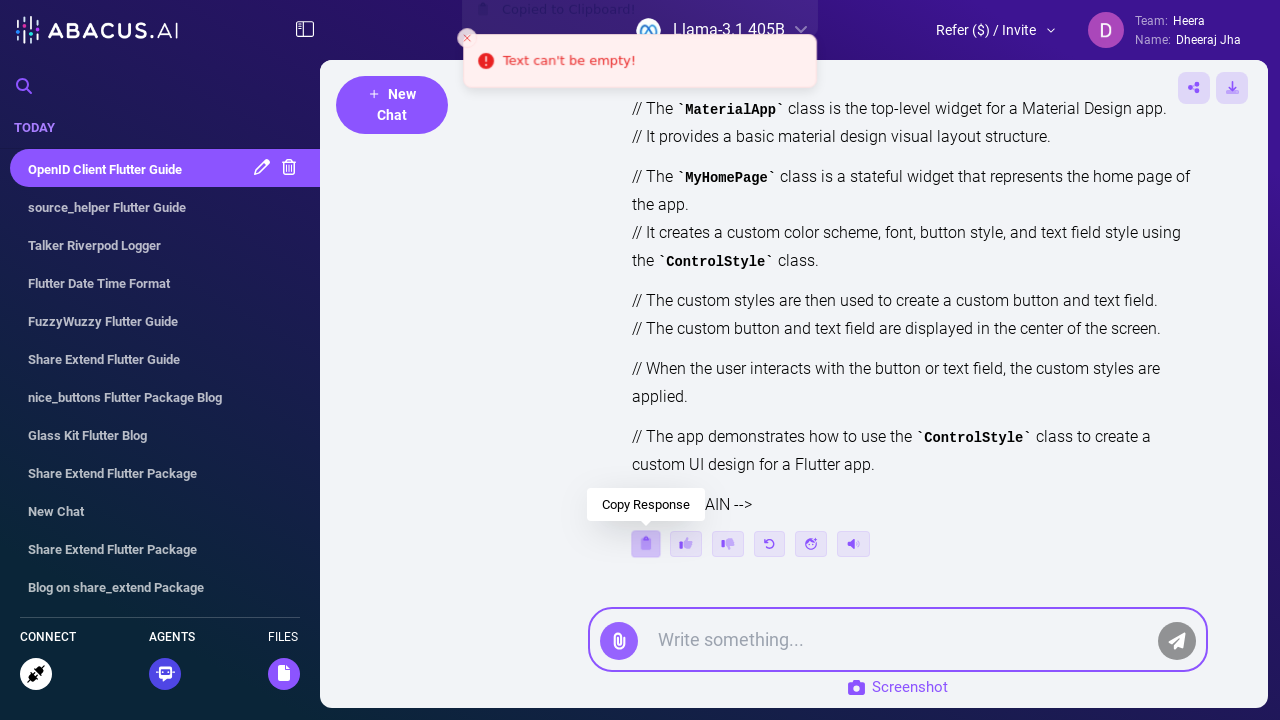 Copied to Clipboard!
ABACUS.AI
Llama-3.1 405B
Refer ($) / Invite
D
Team: Heera
Name: Dheeraj Jha
Text can't be empty!
TODAY
OpenID Client Flutter Guide
source_helper Flutter Guide
Talker Riverpod Logger
Flutter Date Time Format
FuzzyWuzzy Flutter Guide
Share Extend Flutter Guide
nice_buttons Flutter Package Blog
Glass Kit Flutter Blog
Share Extend Flutter Package
New Chat
Share Extend Flutter Package
Blog on share_extend Package
CONNECT
AGENTS
FILES
+ New
Chat
// The `MaterialApp` class is the top-level widget for a Material Design app.
// It provides a basic material design visual layout structure.
// The `MyHomePage` class is a stateful widget that represents the home page of
the app.
// It creates a custom color scheme, font, button style, and text field style using
the `ControlStyle` class.
// The custom styles are then used to create a custom button and text field.
// The custom button and text field are displayed in the center of the screen.
// When the user interacts with the button or text field, the custom styles are
applied.
// The app demonstrates how to use the `ControlStyle` class to create a
custom UI design for a Flutter app.
AIN -->
Copy Response
Write something...
Screenshot